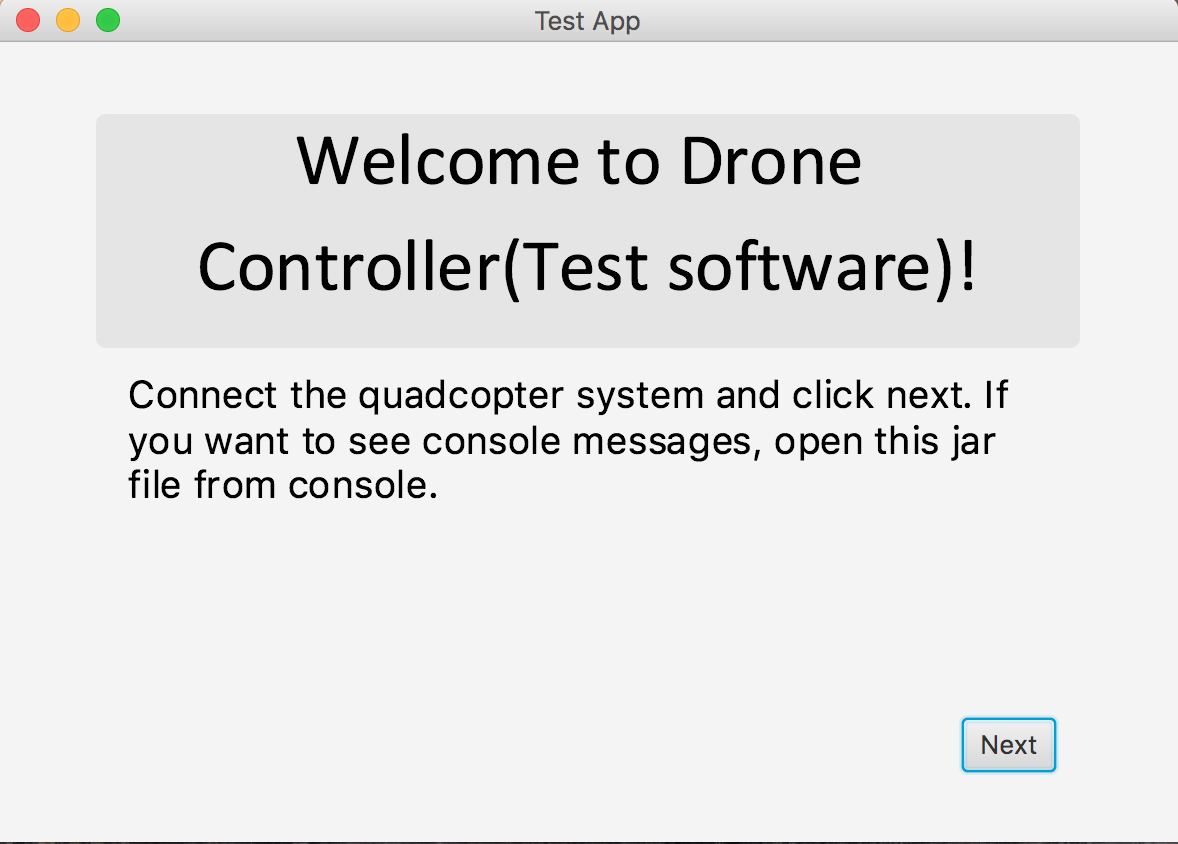 Test App
Welcome to Drone
Controller(Test software)!
Connect the quadcopter system and click next. If
you want to see console messages, open this jar
file from console.
Next